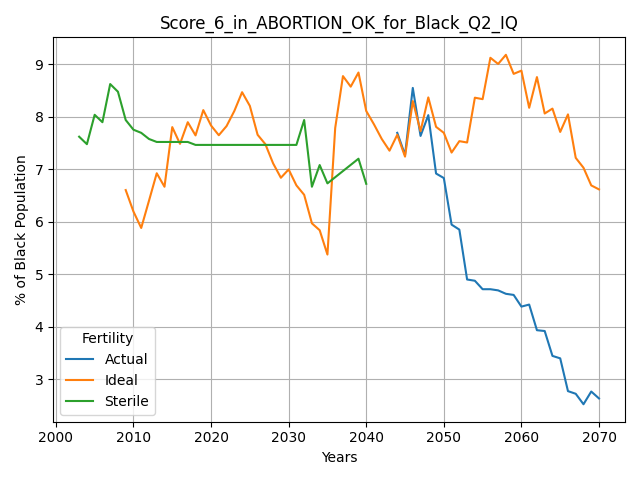 Score_6_in_ABORTION_OK_for_Black_Q2_IQ
% of Black Population
9
8
7
6
5
4
3
Fertility
Actual
Ideal
Sterile
2000 2010 2020 2030 2040 2050 2060 2070
Years